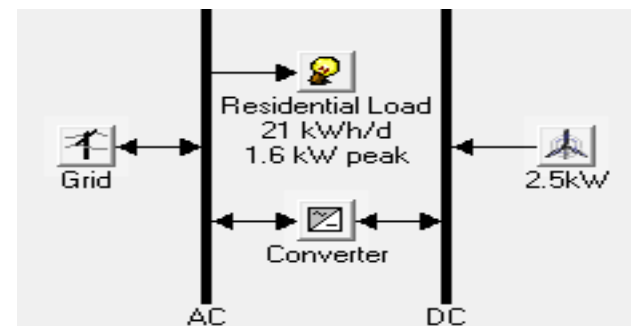 Residential Load
21 kWh/d
1.6 kW peak
Grid
2.5kW
Converter
AC
DC